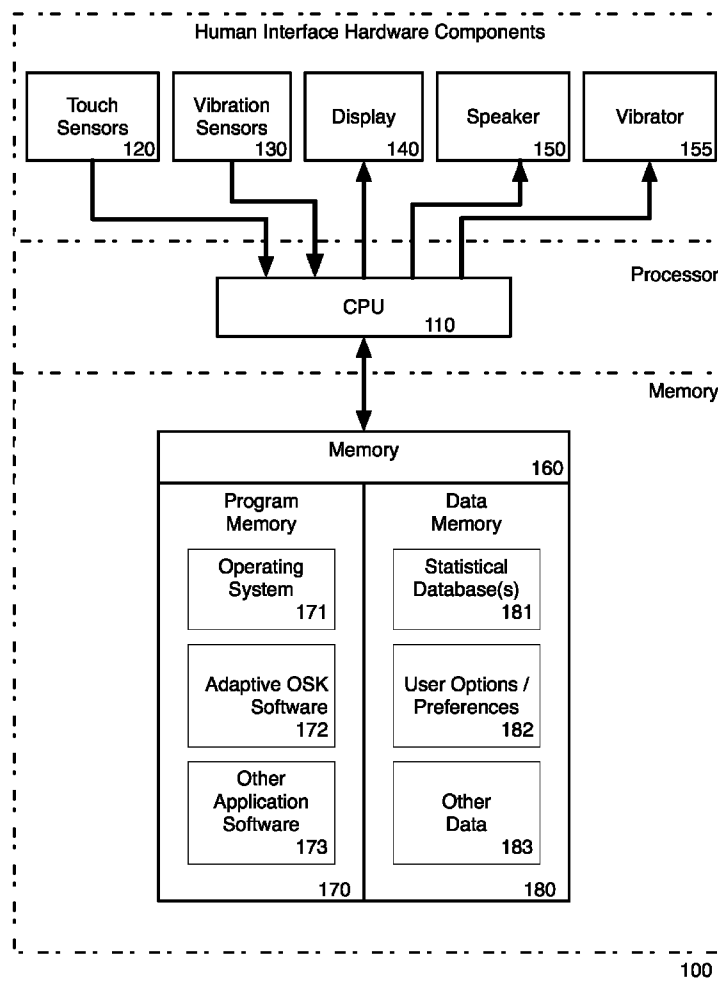 Human Interface Hardware Components
Touch
Sensors
120
Vibration
Sensors
130
Display
140
Speaker
150
Vibrator
155
Processor
CPU
110
Memory
Memory
160
Program
Memory
Operating
System
171
Adaptive OSK
Software
172
Other
Application
Software
173
170
Data
Memory
Statistical
Database(s)
181
User Options /
Preferences
182
Other
Data
183
180
100